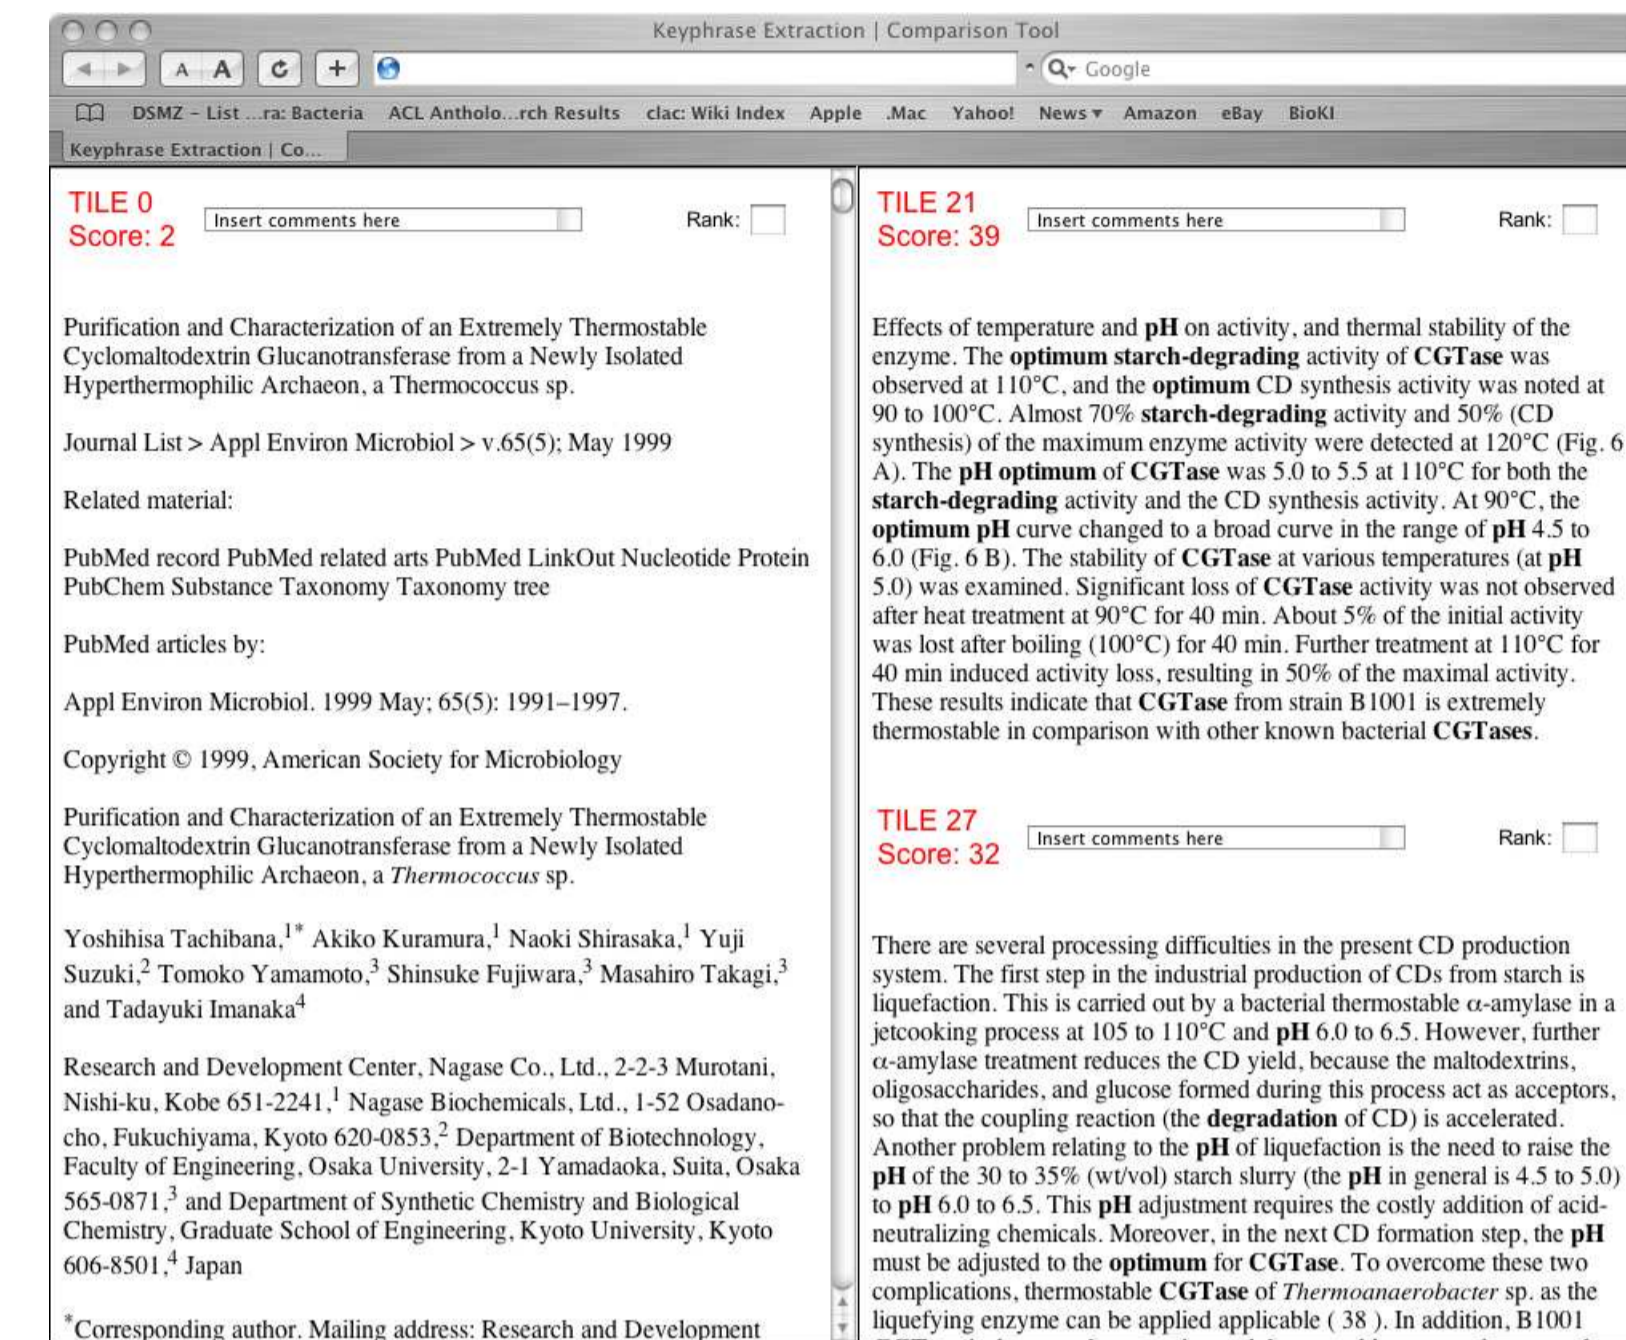 Keyphrase Extraction | Comparison Tool
A A Google
DSMZ – List ...ra: Bacteria ACL Antholo...rch Results clac: Wiki Index Apple .Mac Yahoo! News Amazon eBay BioKI
Keyphrase Extraction | Co...
TILE 0
Score: 2
Insert comments here
Rank:
Purification and Characterization of an Extremely Thermostable
Cyclomaltodextrin Glucanotransferase from a Newly Isolated
Hyperthermophilic Archaeon, a Thermococcus sp.
Journal List > Appl Environ Microbiol > v.65(5); May 1999
Related material:
PubMed record PubMed related arts PubMed LinkOut Nucleotide Protein
PubChem Substance Taxonomy Taxonomy tree
PubMed articles by:
Appl Environ Microbiol. 1999 May; 65(5): 1991–1997.
Copyright © 1999, American Society for Microbiology
Purification and Characterization of an Extremely Thermostable
Cyclomaltodextrin Glucanotransferase from a Newly Isolated
Hyperthermophilic Archaeon, a Thermococcus sp.
Yoshihisa Tachibana,1* Akiko Kuramura,1 Naoki Shirasaka,1 Yuji
Suzuki,2 Tomoko Yamamoto,3 Shinsuke Fujiwara,3 Masahiro Takagi,3
and Tadayuki Imanaka4
Research and Development Center, Nagase Co., Ltd., 2-2-3 Murotani,
Nishi-ku, Kobe 651-2241,1 Nagase Biochemicals, Ltd., 1-52 Osadano-
cho, Fukuchiyama, Kyoto 620-0853,2 Department of Biotechnology,
Faculty of Engineering, Osaka University, 2-1 Yamadaoka, Suita, Osaka
565-0871,3 and Department of Synthetic Chemistry and Biological
Chemistry, Graduate School of Engineering, Kyoto University, Kyoto
606-8501,4 Japan
*Corresponding author. Mailing address: Research and Development
TILE 21
Score: 39
Insert comments here
Rank:
Effects of temperature and pH on activity, and thermal stability of the
enzyme. The optimum starch-degrading activity of CGTase was
observed at 110°C, and the optimum CD synthesis activity was noted at
90 to 100°C. Almost 70% starch-degrading activity and 50% (CD
synthesis) of the maximum enzyme activity were detected at 120°C (Fig. 6
A). The pH optimum of CGTase was 5.0 to 5.5 at 110°C for both the
starch-degrading activity and the CD synthesis activity. At 90°C, the
optimum pH curve changed to a broad curve in the range of pH 4.5 to
6.0 (Fig. 6 B). The stability of CGTase at various temperatures (at pH
5.0) was examined. Significant loss of CGTase activity was not observed
after heat treatment at 90°C for 40 min. About 5% of the initial activity
was lost after boiling (100°C) for 40 min. Further treatment at 110°C for
40 min induced activity loss, resulting in 50% of the maximal activity.
These results indicate that CGTase from strain B1001 is extremely
thermostable in comparison with other known bacterial CGTases.
TILE 27
Score: 32
Insert comments here
Rank:
There are several processing difficulties in the present CD production
system. The first step in the industrial production of CDs from starch is
liquefaction. This is carried out by a bacterial thermostable α-amylase in a
jetcooking process at 105 to 110°C and pH 6.0 to 6.5. However, further
α-amylase treatment reduces the CD yield, because the maltodextrins,
oligosaccharides, and glucose formed during this process act as acceptors,
so that the coupling reaction (the degradation of CD) is accelerated.
Another problem relating to the pH of liquefaction is the need to raise the
pH of the 30 to 35% (wt/vol) starch slurry (the pH in general is 4.5 to 5.0)
to pH 6.0 to 6.5. This pH adjustment requires the costly addition of acid-
neutralizing chemicals. Moreover, in the next CD formation step, the pH
must be adjusted to the optimum for CGTase. To overcome these two
complications, thermostable CGTase of Thermoanaerobacter sp. as the
liquefying enzyme can be applied applicable ( 38 ). In addition, B1001